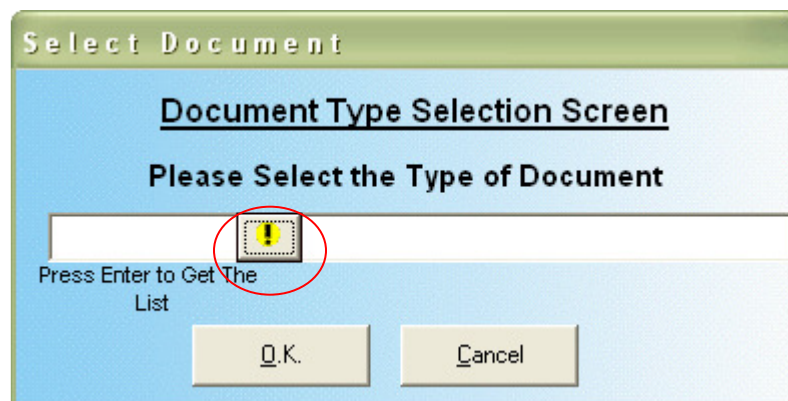 Select Document
Document Type Selection Screen
Please Select the Type of Document
!
Press Enter to Get The
List
O.K.
Cancel